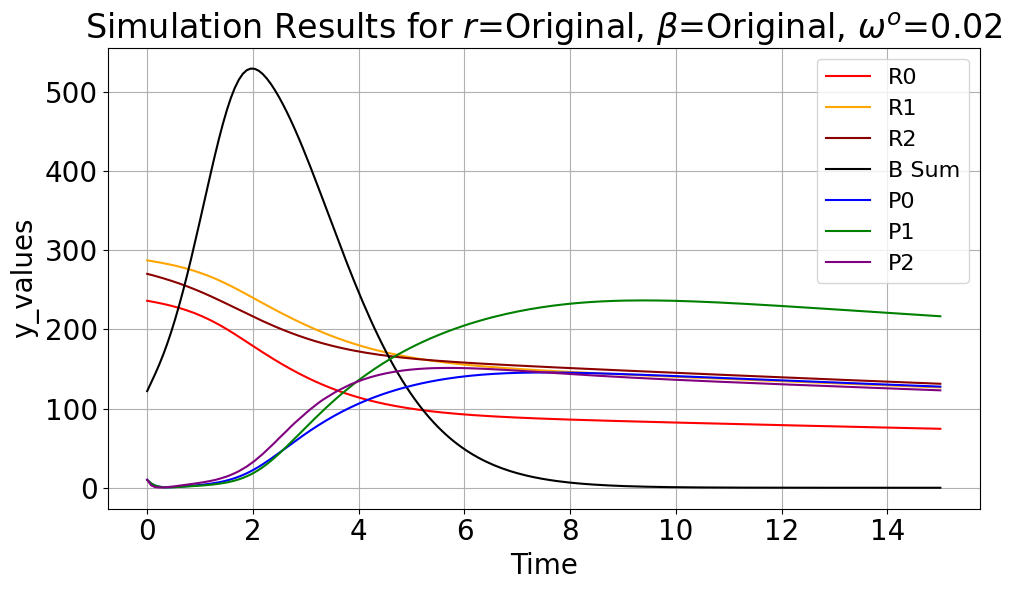 Simulation Results for r=Original, β=Original, ωᵒ=0.02
R0
R1
R2
B Sum
P0
P1
P2
y_values
500
400
300
200
100
0
0 2 4 6 8 10 12 14
Time